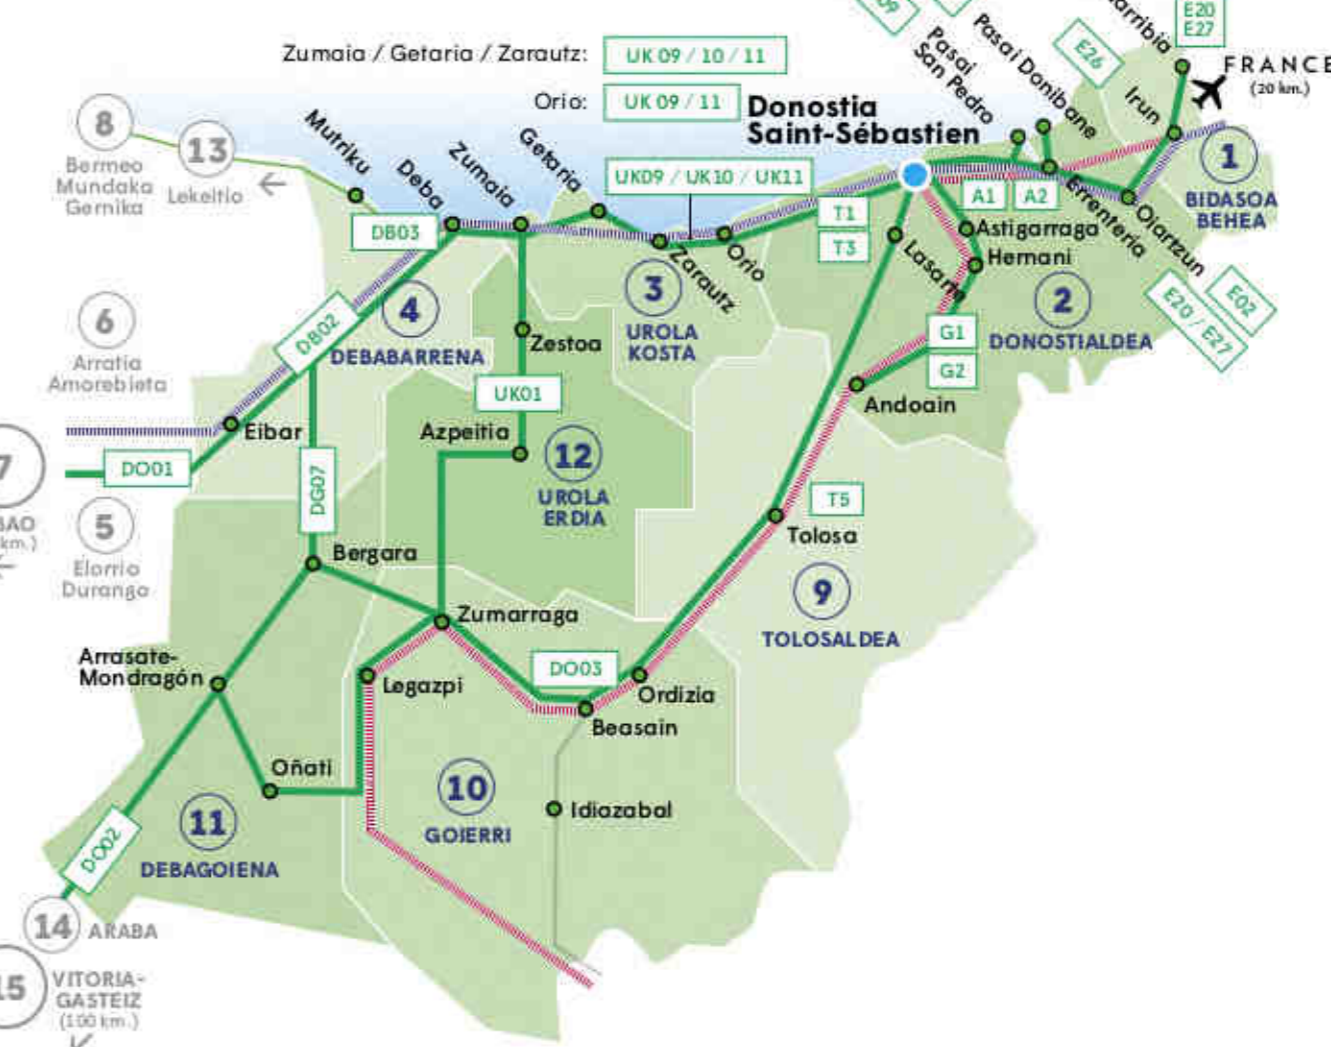 E20
E27
E26
FRANCE
(20 km.)
Zumaia / Getaria / Zarautz:
UK 09 / 10 / 11
Orio:
UK 09 / 11
Donostia
Saint-Sébastien
Pasai
San Pedro
Pasai Donibane
Irun
8
Bermeo
Mundaka
Gernika
13
Lekeitio
Mutriku
Deba
Zumaia
Getaria
UK09 / UK10 / UK11
1
BIDASOA
BEHEA
DB03
T1
T3
A1
A2
Astigarraga
Hernani
Errenteria
Oiartzun
Lasarte
Zarautz
Orio
E02
E20 / E27
3
UROLA
KOSTA
2
DONOSTIALDEA
4
DEBABARRENA
DB02
6
Arratia
Amorebieta
Zestoa
G1
G2
UK01
Andoain
Eibar
Azpeitia
12
UROLA
ERDIA
DO01
DG07
7
BAO
km.)
5
Elorrio
Durango
T5
Tolosa
Bergara
9
TOLOSALDEA
Zumarraga
Arrasate-
Mondragón
Legazpi
DO03
Ordizia
Beasain
Oñati
10
GOIERRI
Idiazabal
11
DEBAGOIENA
DO02
14
ARABA
15
VITORIA-
GASTEIZ
(100 km.)